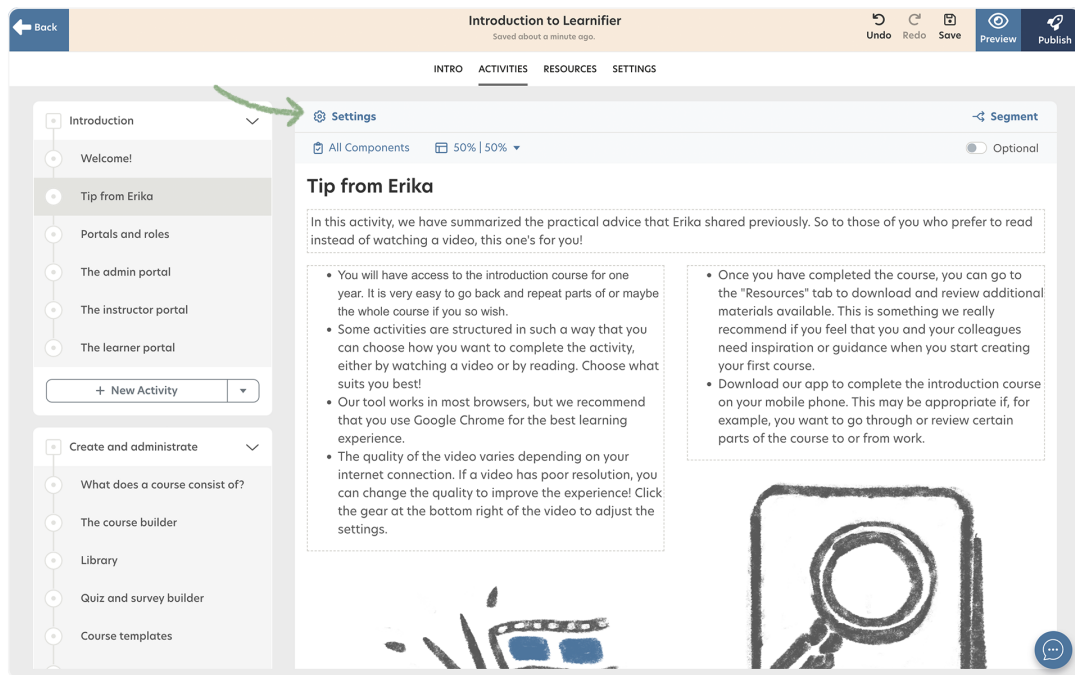 Back
Introduction to Learnifier
Saved about a minute ago.
Undo
Redo
Save
Preview
Publish
INTRO
ACTIVITIES
RESOURCES
SETTINGS
Introduction
Welcome!
Tip from Erika
Portals and roles
The admin portal
The instructor portal
The learner portal
+ New Activity
Create and administrate
What does a course consist of?
The course builder
Library
Quiz and survey builder
Course templates
Settings
Segment
All Components
50% | 50%
Optional
Tip from Erika
In this activity, we have summarized the practical advice that Erika shared previously. So to those of you who prefer to read
instead of watching a video, this one's for you!
• You will have access to the introduction course for one
year. It is very easy to go back and repeat parts of or maybe
the whole course if you so wish.
• Some activities are structured in such a way that you
can choose how you want to complete the activity,
either by watching a video or by reading. Choose what
suits you best!
• Our tool works in most browsers, but we recommend
that you use Google Chrome for the best learning
experience.
• The quality of the video varies depending on your
internet connection. If a video has poor resolution, you
can change the quality to improve the experience! Click
the gear at the bottom right of the video to adjust the
settings.
• Once you have completed the course, you can go to
the "Resources" tab to download and review additional
materials available. This is something we really
recommend if you feel that you and your colleagues
need inspiration or guidance when you start creating
your first course.
• Download our app to complete the introduction course
on your mobile phone. This may be appropriate if, for
example, you want to go through or review certain
parts of the course to or from work.